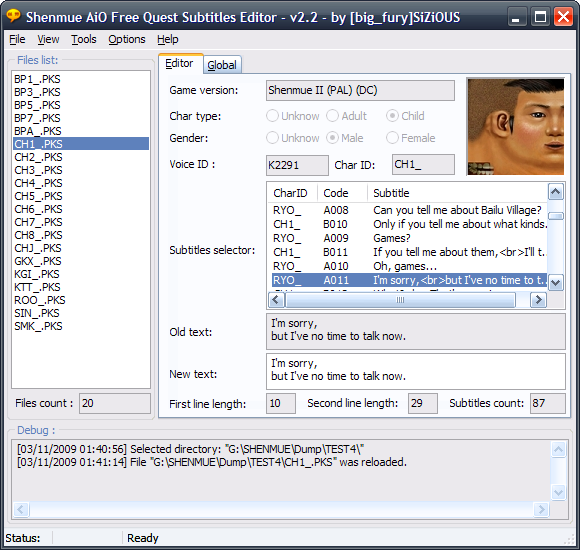 Shenmue AiO Free Quest Subtitles Editor - v2.2 - by [big_fury]SiZiOUS
File View Tools Options Help
Files list:
BP1_.PKS
BP3_.PKS
BP5_.PKS
BP7_.PKS
BPA_.PKS
CH1_.PKS
CH2_.PKS
CH3_.PKS
CH4_.PKS
CH5_.PKS
CH6_.PKS
CH7_.PKS
CH8_.PKS
CHJ_.PKS
GKX_.PKS
KGI_.PKS
KTT_.PKS
ROO_.PKS
SIN_.PKS
SMK_.PKS
Files count : 20
Editor Global
Game version: Shenmue II (PAL) (DC)
Char type: Unknow Adult Child
Gender: Unknow Male Female
Voice ID : K2291 Char ID: CH1_
Subtitles selector:
CharID Code Subtitle
RYO_ A008 Can you tell me about Bailu Village?
CH1_ B010 Only if you tell me about what kinds...
RYO_ A009 Games?
CH1_ B011 If you tell me about them,<br>I'll t...
RYO_ A010 Oh, games...
RYO_ A011 I'm sorry,<br>but I've no time to t...
Old text:
I'm sorry,
but I've no time to talk now.
New text:
I'm sorry,
but I've no time to talk now.
First line length: 10 Second line length: 29 Subtitles count: 87
Debug :
[03/11/2009 01:40:56] Selected directory: "G:\SHENMUE\Dump\TEST4\"
[03/11/2009 01:41:14] File "G:\SHENMUE\Dump\TEST4\CH1_.PKS" was reloaded.
Status: Ready